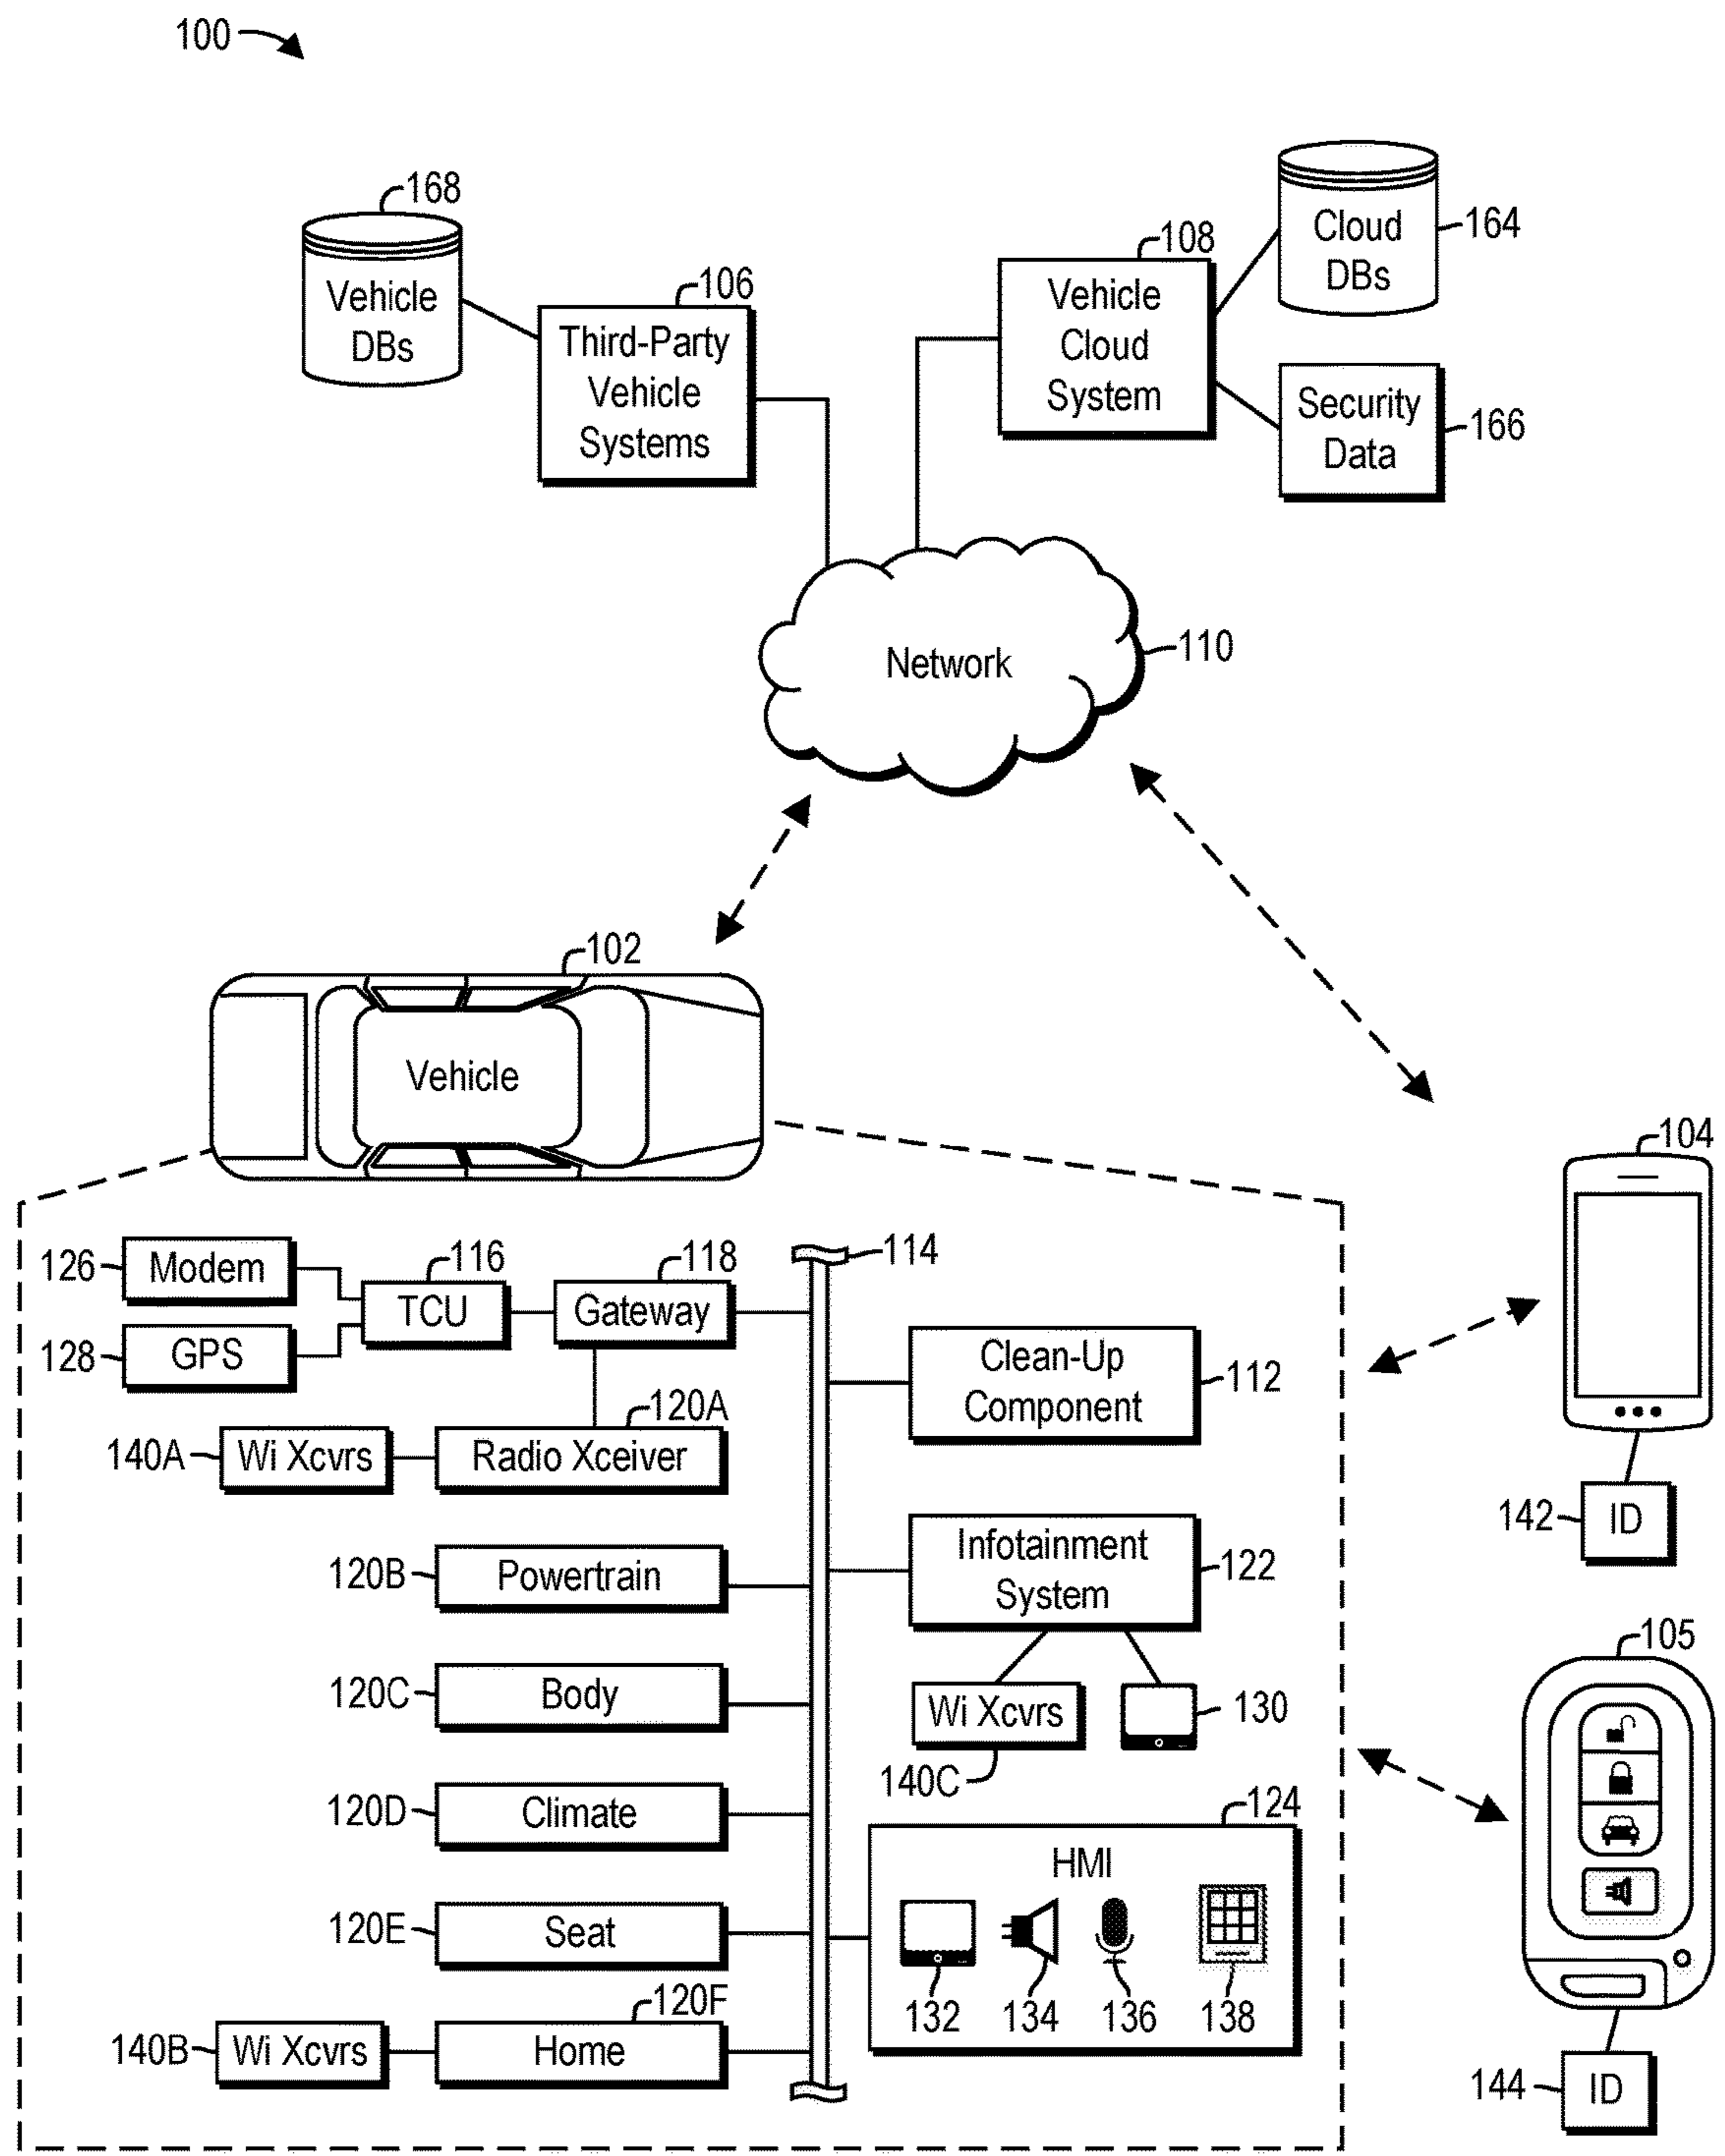 100
168
Vehicle
DBs
106
Third-Party
Vehicle
Systems
108
Vehicle
Cloud
System
Cloud
DBs
164
Security
Data
166
Network
110
102
Vehicle
104
142
ID
105
144
ID
126
Modem
128
GPS
116
TCU
118
Gateway
114
140A
Wi Xcvrs
120A
Radio Xceiver
120B
Powertrain
120C
Body
120D
Climate
120E
Seat
120F
140B
Wi Xcvrs
Home
Clean-Up
Component
112
Infotainment
System
122
Wi Xcvrs
140C
130
124
HMI
132
134
136
138